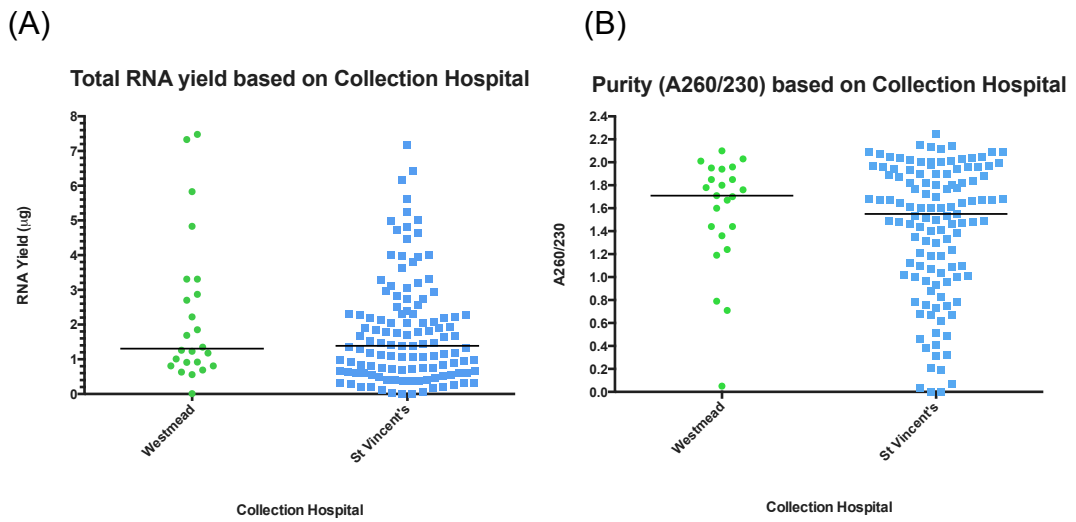 (A)
Total RNA yield based on Collection Hospital
8
7
6
5
4
3
2
1
0
RNA Yield (µg)
Westmead
St Vincent's
Collection Hospital
(B)
Purity (A260/230) based on Collection Hospital
2.4
2.2
2.0
1.8
1.6
1.4
1.2
1.0
0.8
0.6
0.4
0.2
0.0
A260/230
Westmead
St Vincent's
Collection Hospital